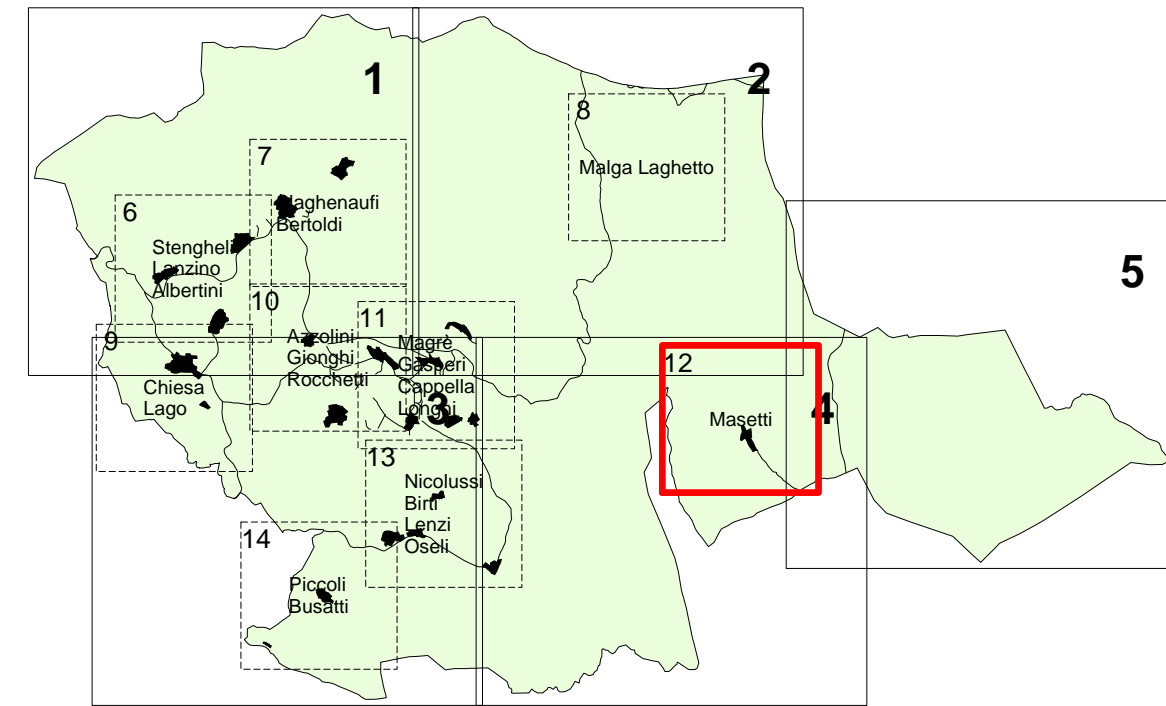 1
2
8
Malga Laghetto
7
Maghenaufi
Bertoldi
6
Stengheli
Lanzino
Albertini
5
10
Azzolini
Gionghi
Rocchetti
11
Magrè
Gasperi
Cappella
Longhi
3
9
Chiesa
Lago
12
Masetti
4
13
Nicolussi
Birti
Lenzi
Oseli
14
Piccoli
Busatti